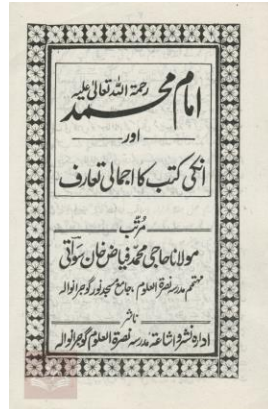 امام محمد رحمۃ اللہ تعالیٰ علیہ
اور
انکی کتب کا اجمالی تعارف
مرتب
مولانا حاجی محمد فیاض خان سواتی
مہتمم مدرسہ نصرۃ العلوم، جامع مسجد نور گوجرانوالہ
ناشر
ادارہ نشر و اشاعت مدرسہ نصرۃ العلوم گوجرانوالہ